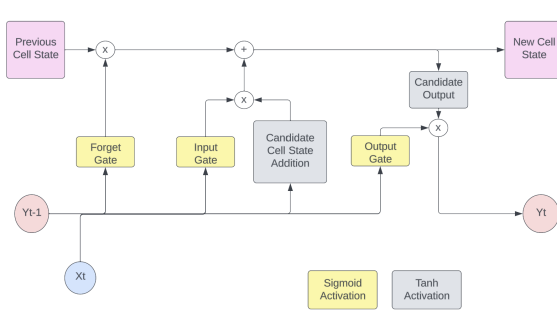 Previous
Cell State
x
+
New Cell
State
Candidate
Output
x
x
Forget
Gate
Input
Gate
Candidate
Cell State
Addition
Output
Gate
Yt-1
Yt
Xt
Sigmoid
Activation
Tanh
Activation